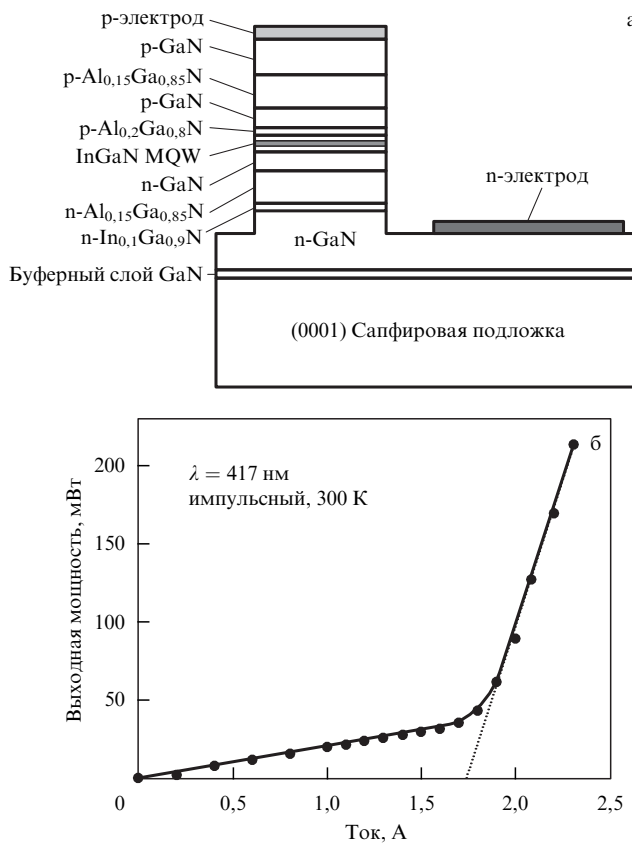 p-электрод
p-GaN
p-Al0,15Ga0,85N
p-GaN
p-Al0,2Ga0,8N
InGaN MQW
n-GaN
n-Al0,15Ga0,85N
n-In0,1Ga0,9N
Буферный слой GaN
а
n-электрод
n-GaN
(0001) Сапфировая подложка
Выходная мощность, мВт
200
150
100
50
λ = 417 нм
импульсный, 300 К
б
0
0,5
1,0
1,5
2,0
2,5
Ток, А